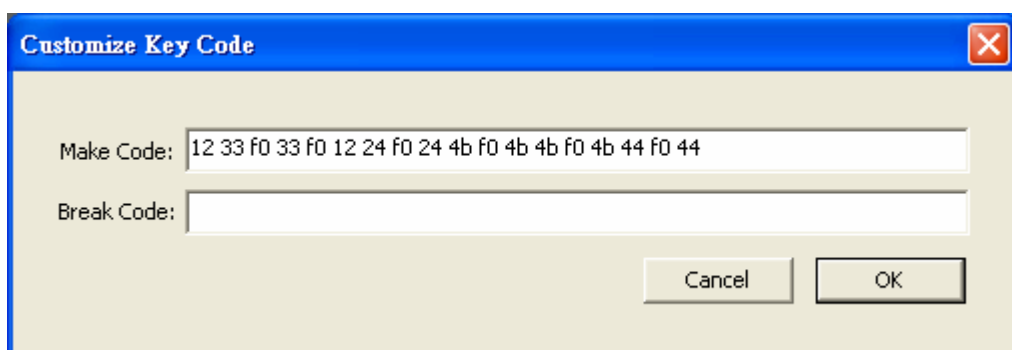 Customize Key Code
Make Code: 12 33 f0 33 f0 12 24 f0 24 4b f0 4b 4b f0 4b 44 f0 44
Break Code:
Cancel OK